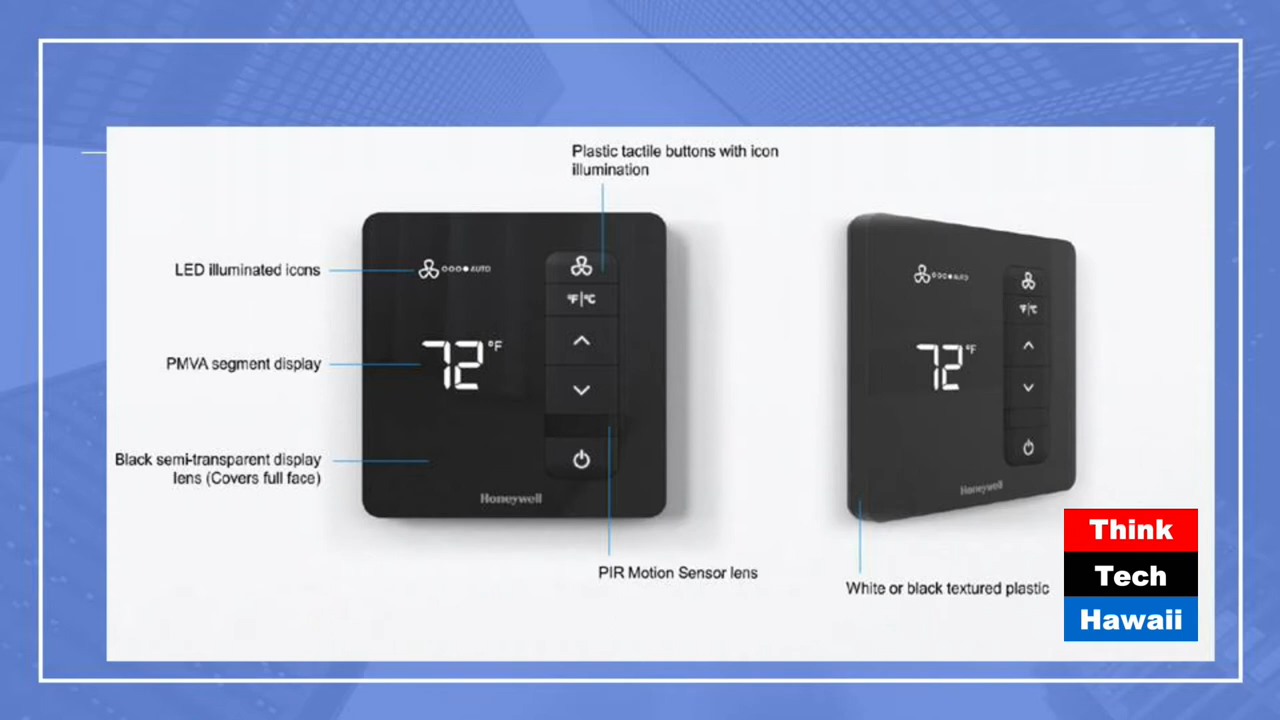 Plastic tactile buttons with icon
illumination
LED illuminated icons
AUTO
°F|°C
72 °F
PMVA segment display
Black semi-transparent display
lens (Covers full face)
Honeywell
PIR Motion Sensor lens
AUTO
°F|°C
72 °F
Honeywell
White or black textured plastic
Think
Tech
Hawaii